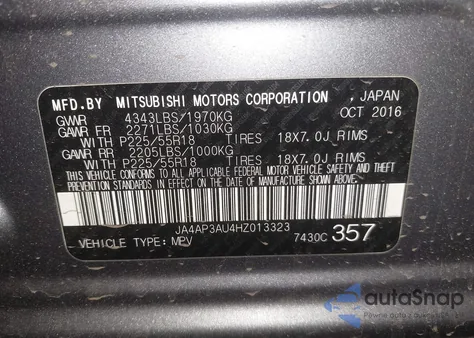 MFD.BY MITSUBISHI MOTORS CORPORATION , JAPAN
OCT 2016
GVWR 4343LBS/1970KG
GAWR FR 2271LBS/1030KG
WITH P225/55R18 TIRES 18X7.0J RIMS
GAWR RR 2205LBS/1000KG
WITH P225/55R18 TIRES 18X7.0J RIMS
THIS VEHICLE CONFORMS TO ALL APPLICABLE FEDERAL MOTOR VEHICLE SAFETY, BUMPER, AND THEFT
PREVENTION STANDARDS IN EFFECT ON THE DATE OF MANUFACTURE SHOWN ABOVE.
JA4AP3AU4HZ013323
VEHICLE TYPE: MPV 7430C 357
autoSnap